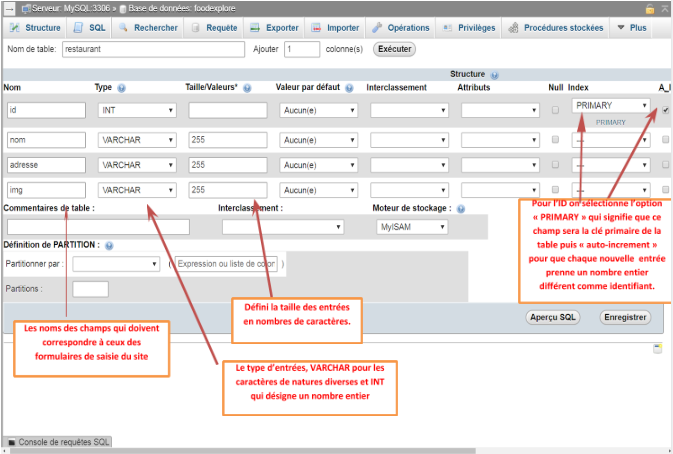 Serveur: MySQL:3306 » Base de données: foodexplore
Structure SQL Rechercher Requête Exporter Importer Opérations Privilèges Procédures stockées Plus
Nom de table: restaurant Ajouter 1 colonne(s) Exécuter
Structure
Nom Type Taille/Valeurs* Valeur par défaut Interclassement Attributs Null Index A_I
id INT Aucun(e) PRIMARY
PRIMARY
nom VARCHAR 255 Aucun(e) ---
adresse VARCHAR 255 Aucun(e) ---
img VARCHAR 255 Aucun(e) ---
Commentaires de table : Interclassement : Moteur de stockage :
MyISAM
Définition de PARTITION :
Partitionner par : ( Expression ou liste de color )
Partitions :
Aperçu SQL Enregistrer
Pour l'ID on sélectionne l'option
« PRIMARY » qui signifie que ce
champ sera la clé primaire de la
table puis « auto-increment »
pour que chaque nouvelle entrée
prenne un nombre entier
différent comme identifiant.
Défini la taille des entrées
en nombres de caractères.
Les noms des champs qui doivent
correspondre à ceux des
formulaires de saisie du site
Le type d'entrées, VARCHAR pour les
caractères de natures diverses et INT
qui désigne un nombre entier
Console de requêtes SQL